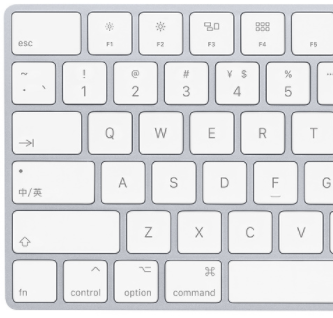 esc F1 F2 F3 F4 F5
~ ! @ # ¥ $ %
· ` 1 2 3 4 5
Q W E R T
中/英 A S D F G
Z X C V
fn control option command